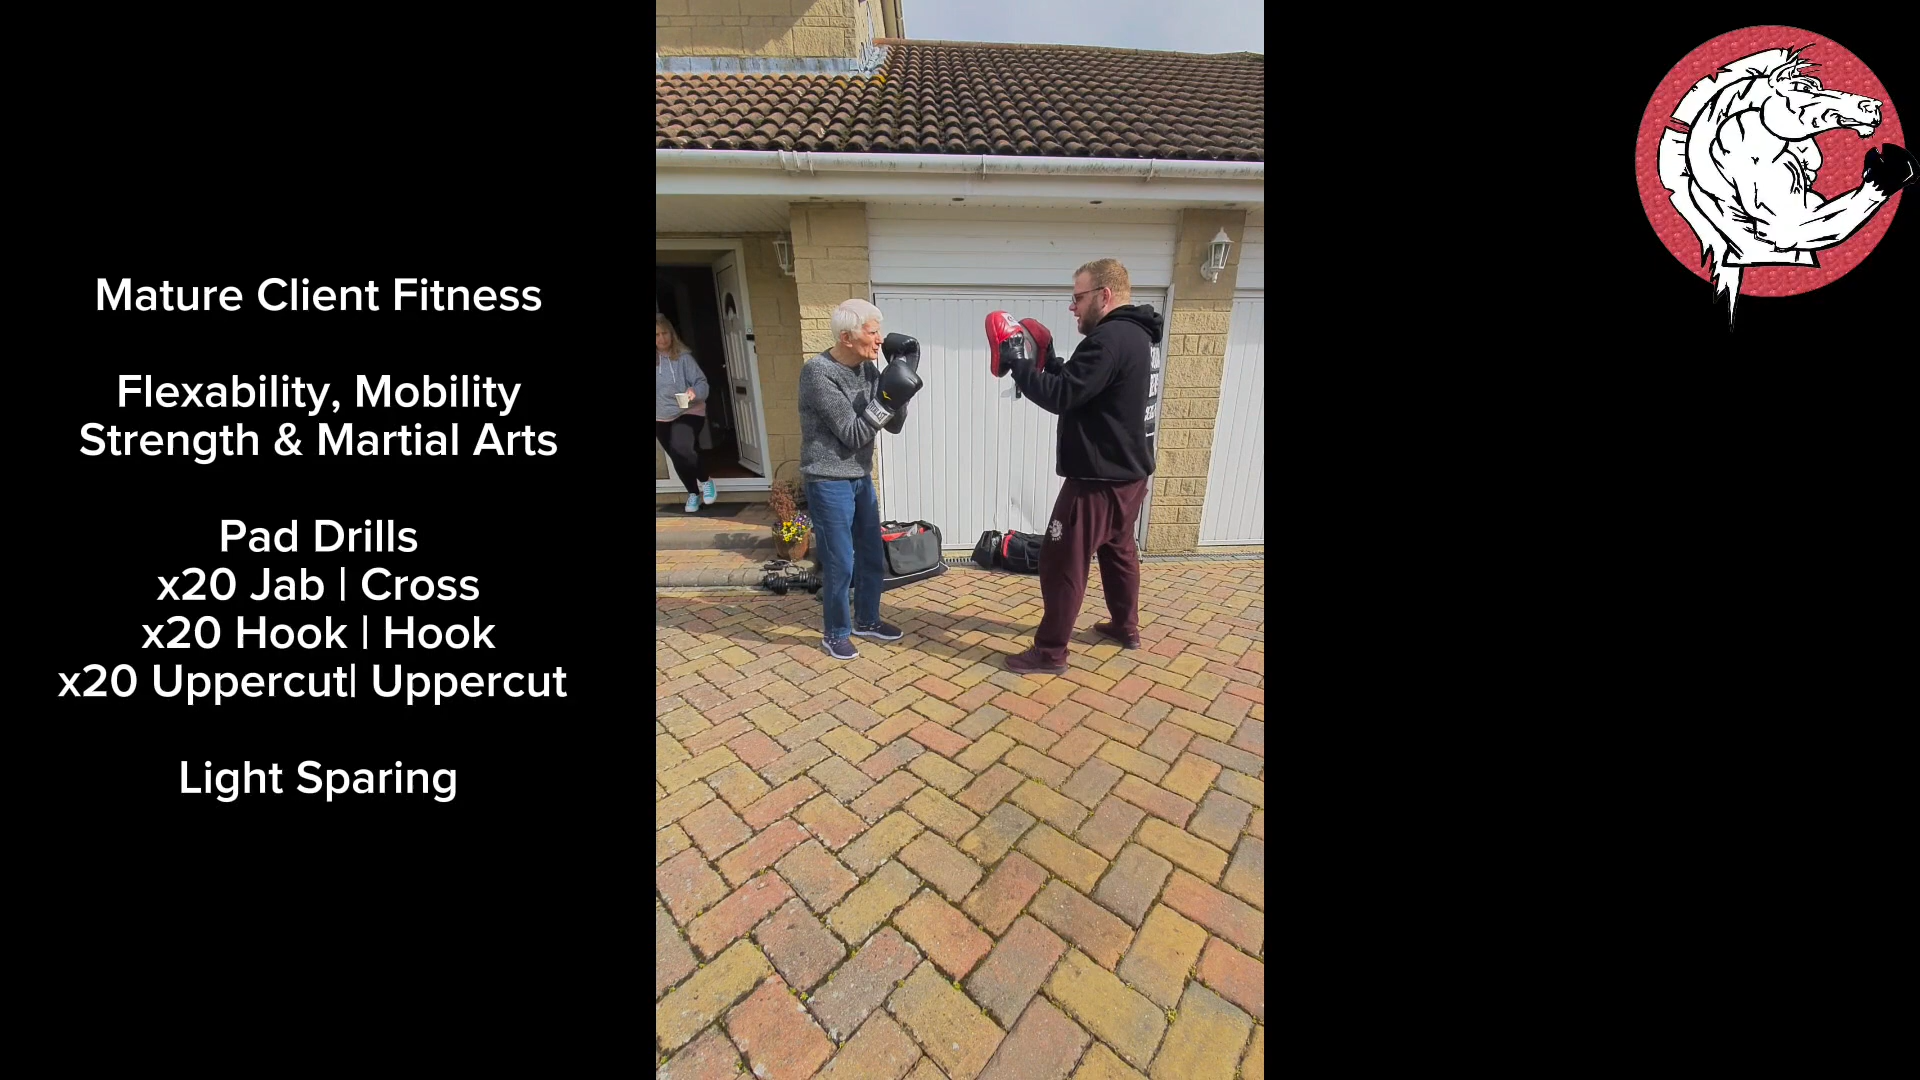 Mature Client Fitness
Flexability, Mobility
Strength & Martial Arts
Pad Drills
x20 Jab | Cross
x20 Hook | Hook
x20 Uppercut| Uppercut
Light Sparing